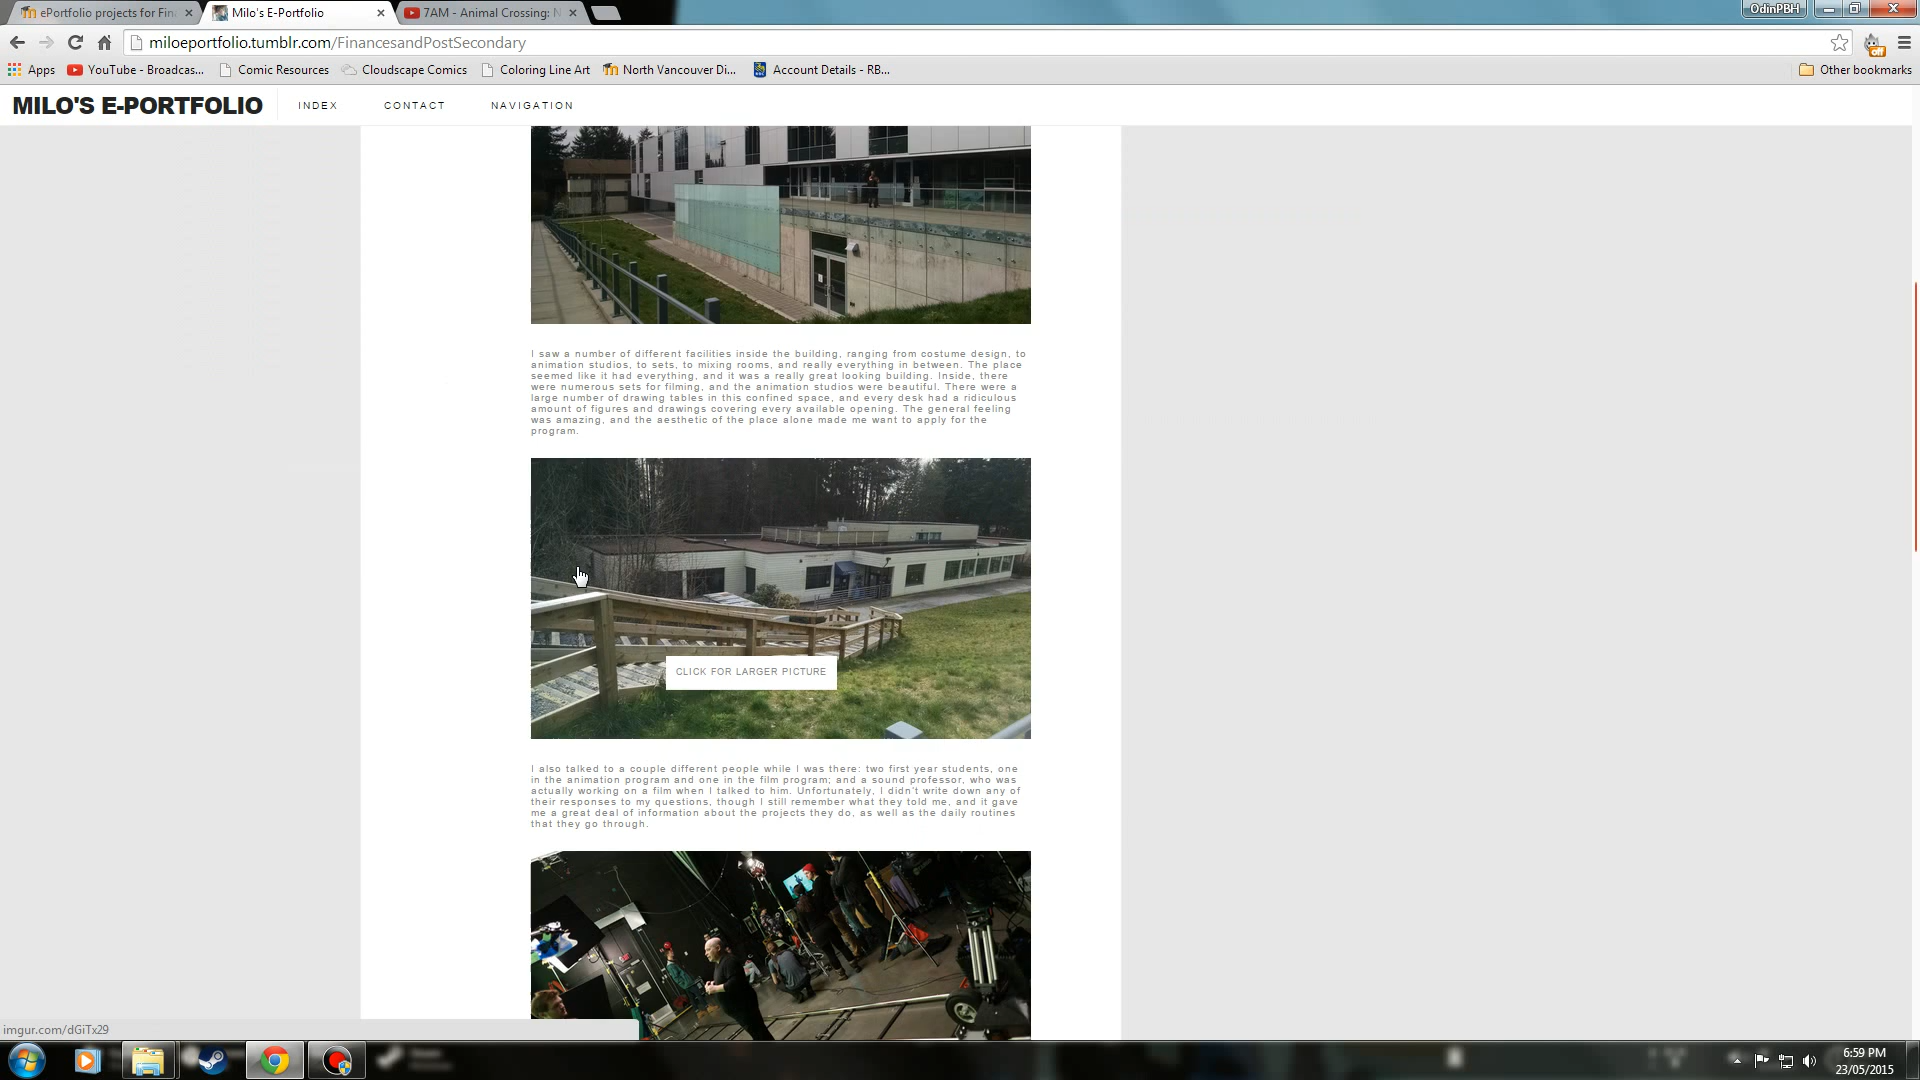 ePortfolio projects for Fin
Milo's E-Portfolio
7AM - Animal Crossing: N
OdinPBH
miloeportfolio.tumblr.com/FinancesandPostSecondary
off
Apps
YouTube - Broadcas...
Comic Resources
Cloudscape Comics
Coloring Line Art
North Vancouver Di...
Account Details - RB...
Other bookmarks
MILO'S E-PORTFOLIO
INDEX
CONTACT
NAVIGATION
I saw a number of different facilities inside the building, ranging from costume design, to
animation studios, to sets, to mixing rooms, and really everything in between. The place
seemed like it had everything, and it was a really great looking building. Inside, there
were numerous sets for filming, and the animation studios were beautiful. There were a
large number of drawing tables in this confined space, and every desk had a ridiculous
amount of figures and drawings covering every available opening. The general feeling
was amazing, and the aesthetic of the place alone made me want to apply for the
program.
CLICK FOR LARGER PICTURE
I also talked to a couple different people while I was there: two first year students, one
in the animation program and one in the film program; and a sound professor, who was
actually working on a film when I talked to him. Unfortunately, I didn't write down any of
their responses to my questions, though I still remember what they told me, and it gave
me a great deal of information about the projects they do, as well as the daily routines
that they go through.
imgur.com/dGiTx29
6:59 PM
23/05/2015